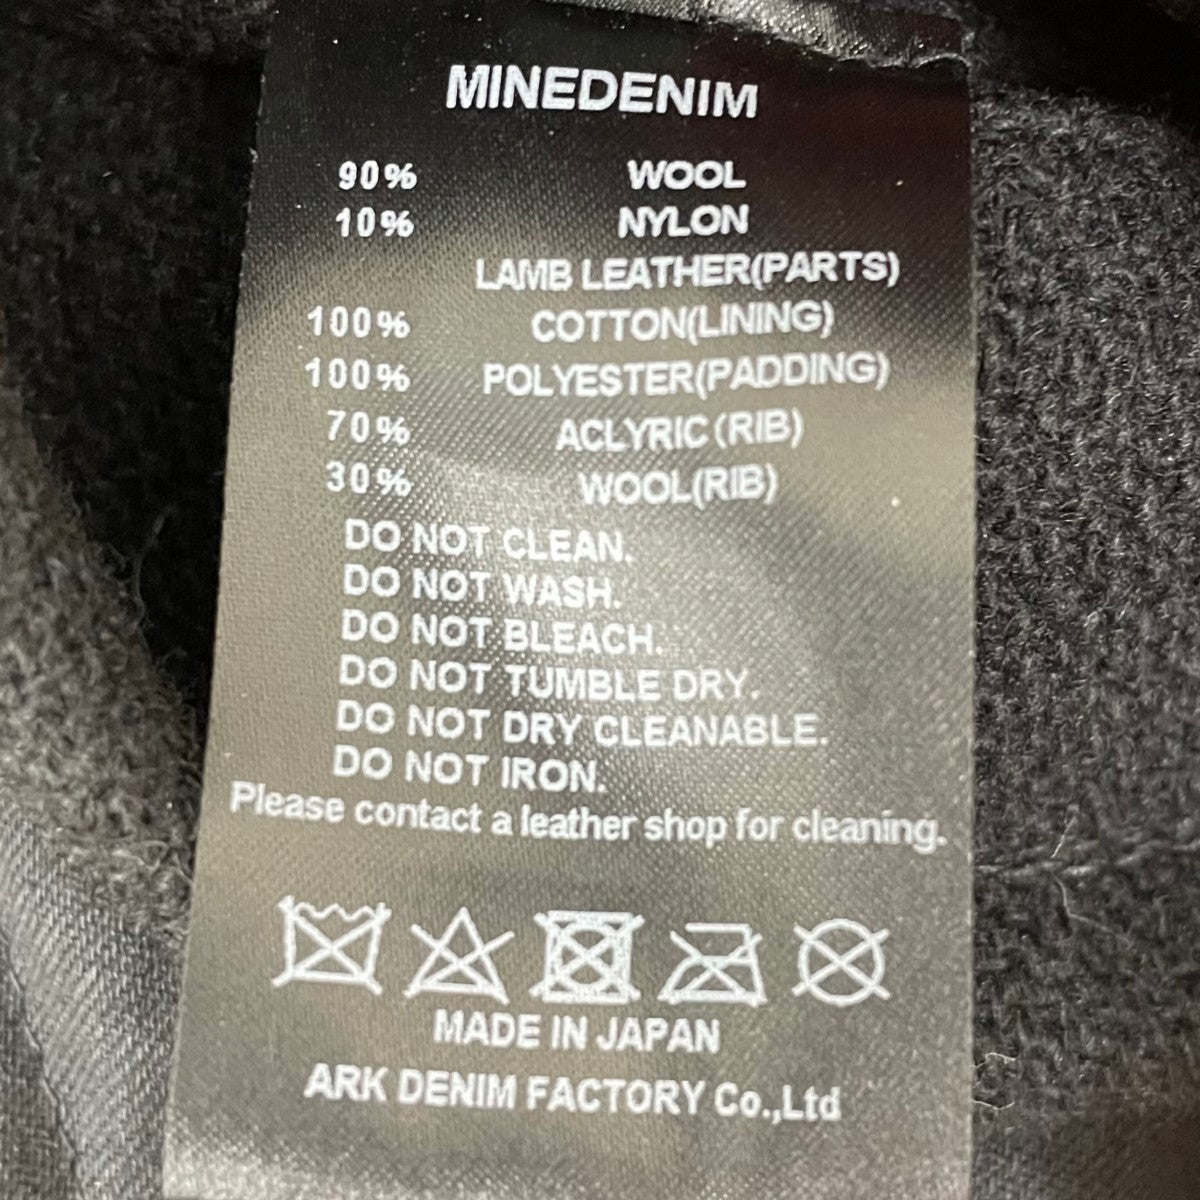 MINEDENIM
90% WOOL
10% NYLON
LAMB LEATHER(PARTS)
100% COTTON(LINING)
100% POLYESTER(PADDING)
70% ACLYRIC(RIB)
30% WOOL(RIB)
DO NOT CLEAN.
DO NOT WASH.
DO NOT BLEACH.
DO NOT TUMBLE DRY.
DO NOT DRY CLEANABLE.
DO NOT IRON.
Please contact a leather shop for cleaning.
MADE IN JAPAN
ARK DENIM FACTORY Co.,Ltd